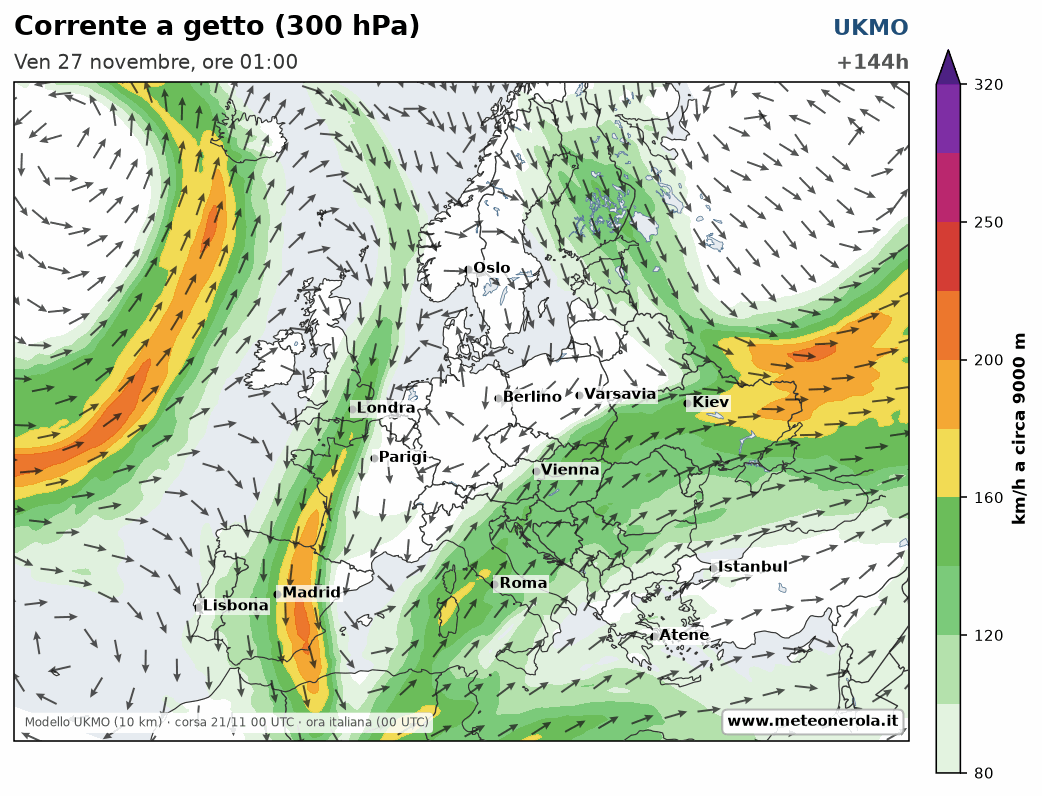 Corrente a getto (300 hPa)
UKMO
Ven 27 novembre, ore 01:00
+144h
320
250
200
160
120
80
km/h a circa 9000 m
Oslo
Berlino
Varsavia
Kiev
Londra
Parigi
Vienna
Istanbul
Roma
Madrid
Lisbona
Atene
Modello UKMO (10 km) · corsa 21/11 00 UTC · ora italiana (00 UTC)
www.meteonerola.it